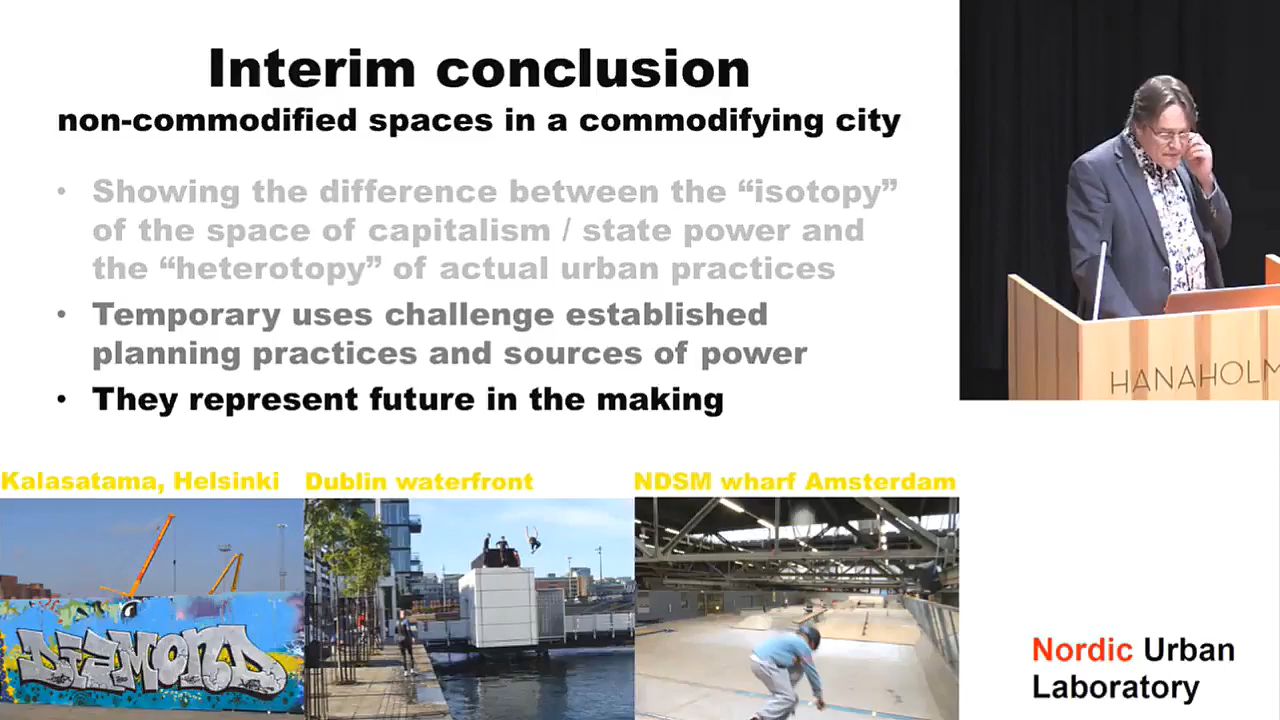 Interim conclusion
non-commodified spaces in a commodifying city
• Showing the difference between the “isotopy”
of the space of capitalism / state power and
the “heterotopy” of actual urban practices
• Temporary uses challenge established
planning practices and sources of power
• They represent future in the making
Kalasatama, Helsinki
Dublin waterfront
NDSM wharf Amsterdam
DIAMOND
HANAHOLM
Nordic Urban
Laboratory